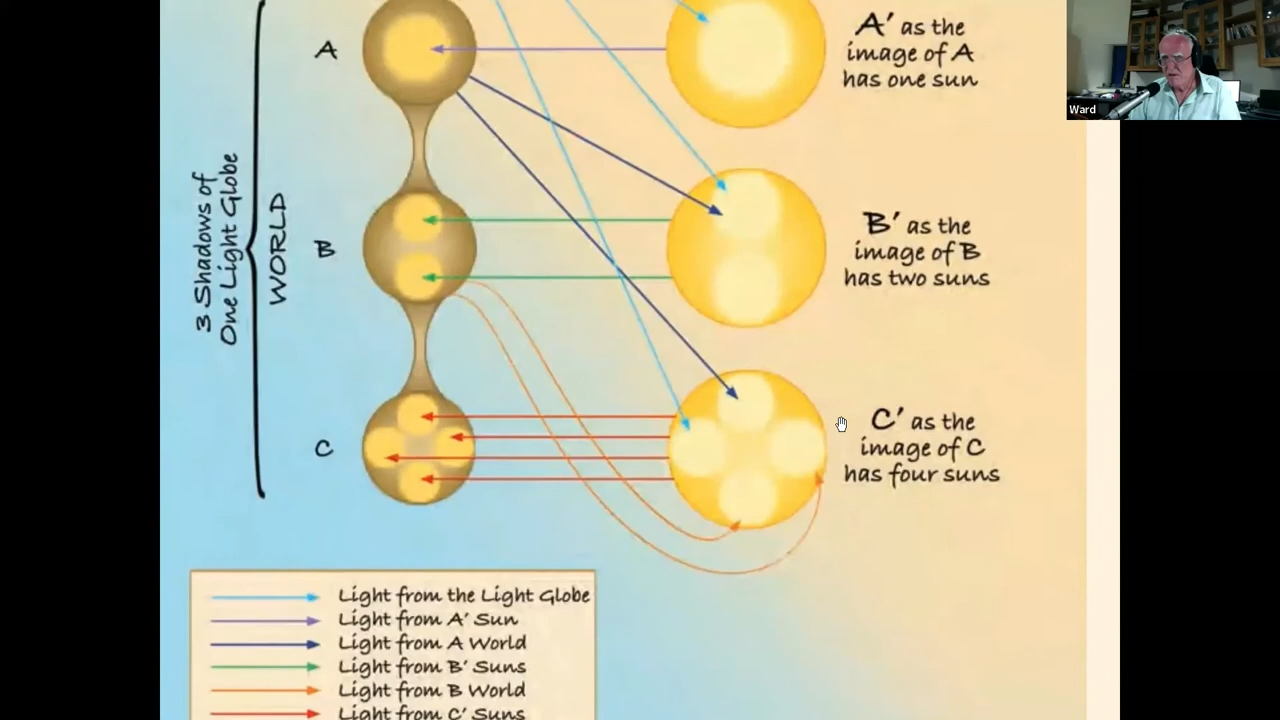 A
A' as the
image of A
has one sun
Ward
3 Shadows of
One Light Globe
WORLD
B
B' as the
image of B
has two suns
C
C' as the
image of C
has four suns
Light from the Light Globe
Light from A' Sun
Light from A World
Light from B' Suns
Light from B World
Light from C' Suns